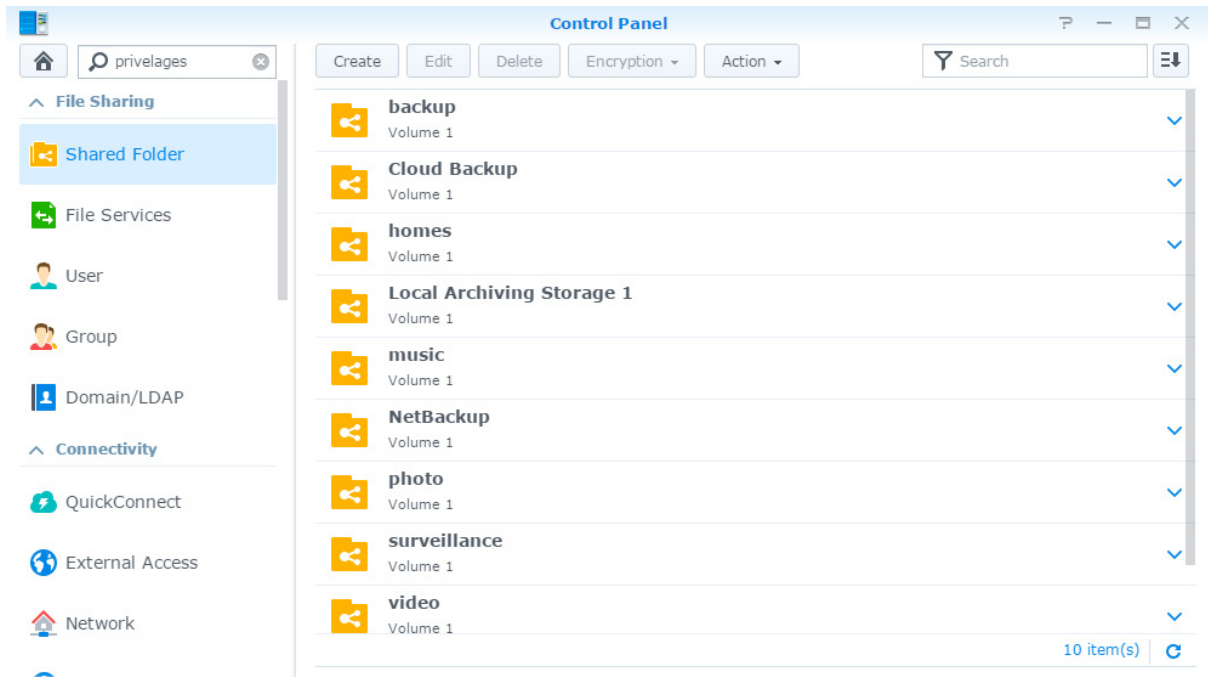 Control Panel
privelages
File Sharing
Shared Folder
File Services
User
Group
Domain/LDAP
Connectivity
QuickConnect
External Access
Network
Create Edit Delete Encryption Action Search
backup
Volume 1
Cloud Backup
Volume 1
homes
Volume 1
Local Archiving Storage 1
Volume 1
music
Volume 1
NetBackup
Volume 1
photo
Volume 1
surveillance
Volume 1
video
Volume 1
10 item(s)